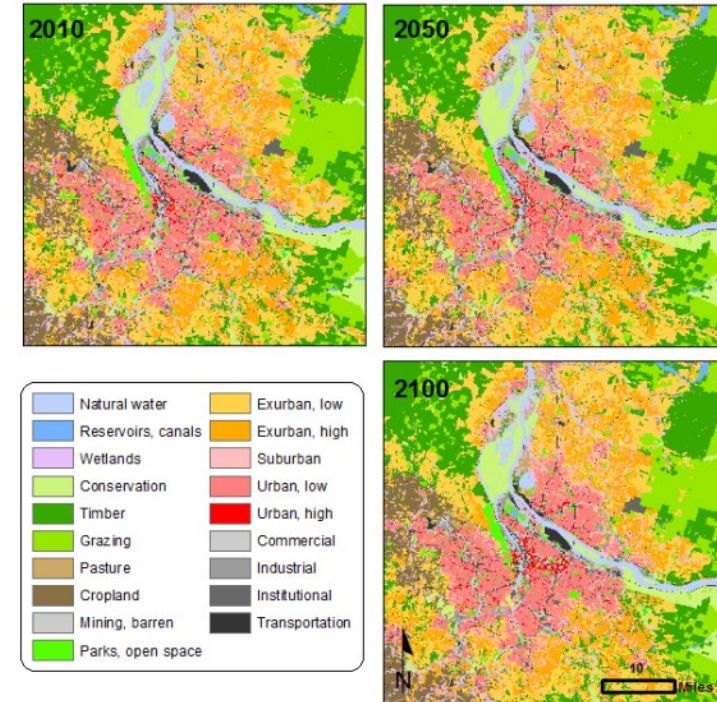 2010
2050
Natural water
Reservoirs, canals
Wetlands
Conservation
Timber
Grazing
Pasture
Cropland
Mining, barren
Parks, open space
Exurban, low
Exurban, high
Suburban
Urban, low
Urban, high
Commercial
Industrial
Institutional
Transportation
2100
N
10
Miles